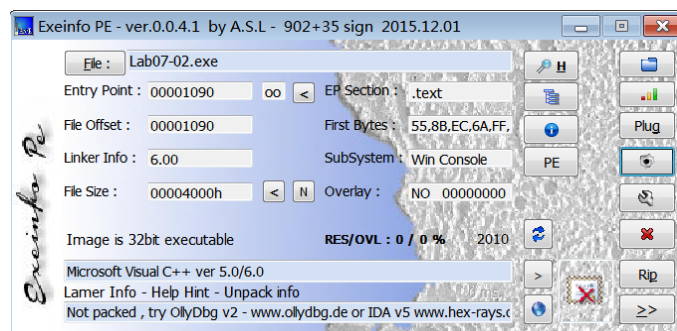 Exeinfo PE - ver.0.0.4.1 by A.S.L - 902+35 sign 2015.12.01
File : Lab07-02.exe H
Entry Point : 00001090 oo < EP Section : .text
File Offset : 00001090 First Bytes : 55,8B,EC,6A,FF, Plug
Linker Info : 6.00 SubSystem : Win Console PE
File Size : 00004000h < N Overlay : NO 00000000
Image is 32bit executable RES/OVL : 0 / 0 % 2010
Microsoft Visual C++ ver 5.0/6.0 > Rip
Lamer Info - Help Hint - Unpack info
Not packed , try OllyDbg v2 - www.ollydbg.de or IDA v5 www.hex-rays.c >>
Exeinfo Pe